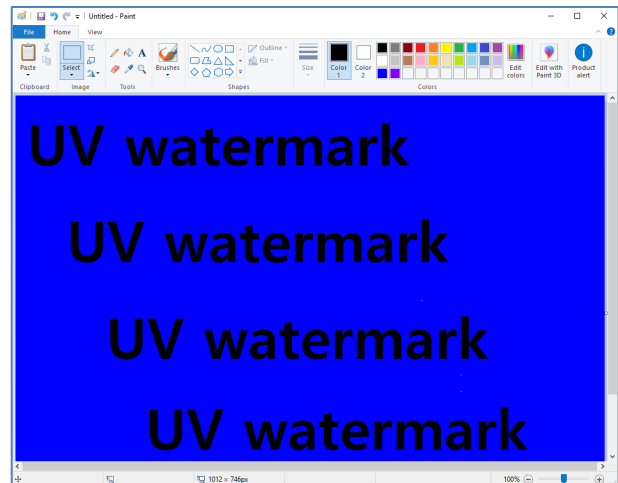 Untitled - Paint
File Home View
Paste
Select
Brushes
Outline
Fill
Size
Color 1
Color 2
Edit colors
Edit with Paint 3D
Product alert
Clipboard Image Tools Shapes Colors
UV watermark
UV watermark
UV watermark
UV watermark
1012 × 746px 100%